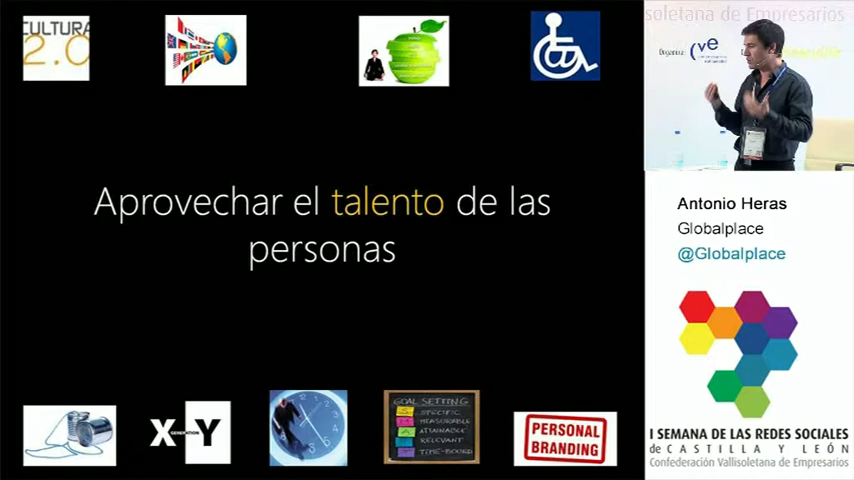 CULTURA
2.0
Aprovechar el talento de las
personas
X GENERATION Y
GOAL SETTING
SPECIFIC
MEASURABLE
ATTAINABLE
RELEVANT
TIME-BOUND
PERSONAL
BRANDING
soletana de Empresarios
Organiza:
cve
Antonio Heras
Globalplace
@Globalplace
I SEMANA DE LAS REDES SOCIALES
de CASTILLA Y LEÓN
Confederación Vallisoletana de Empresarios